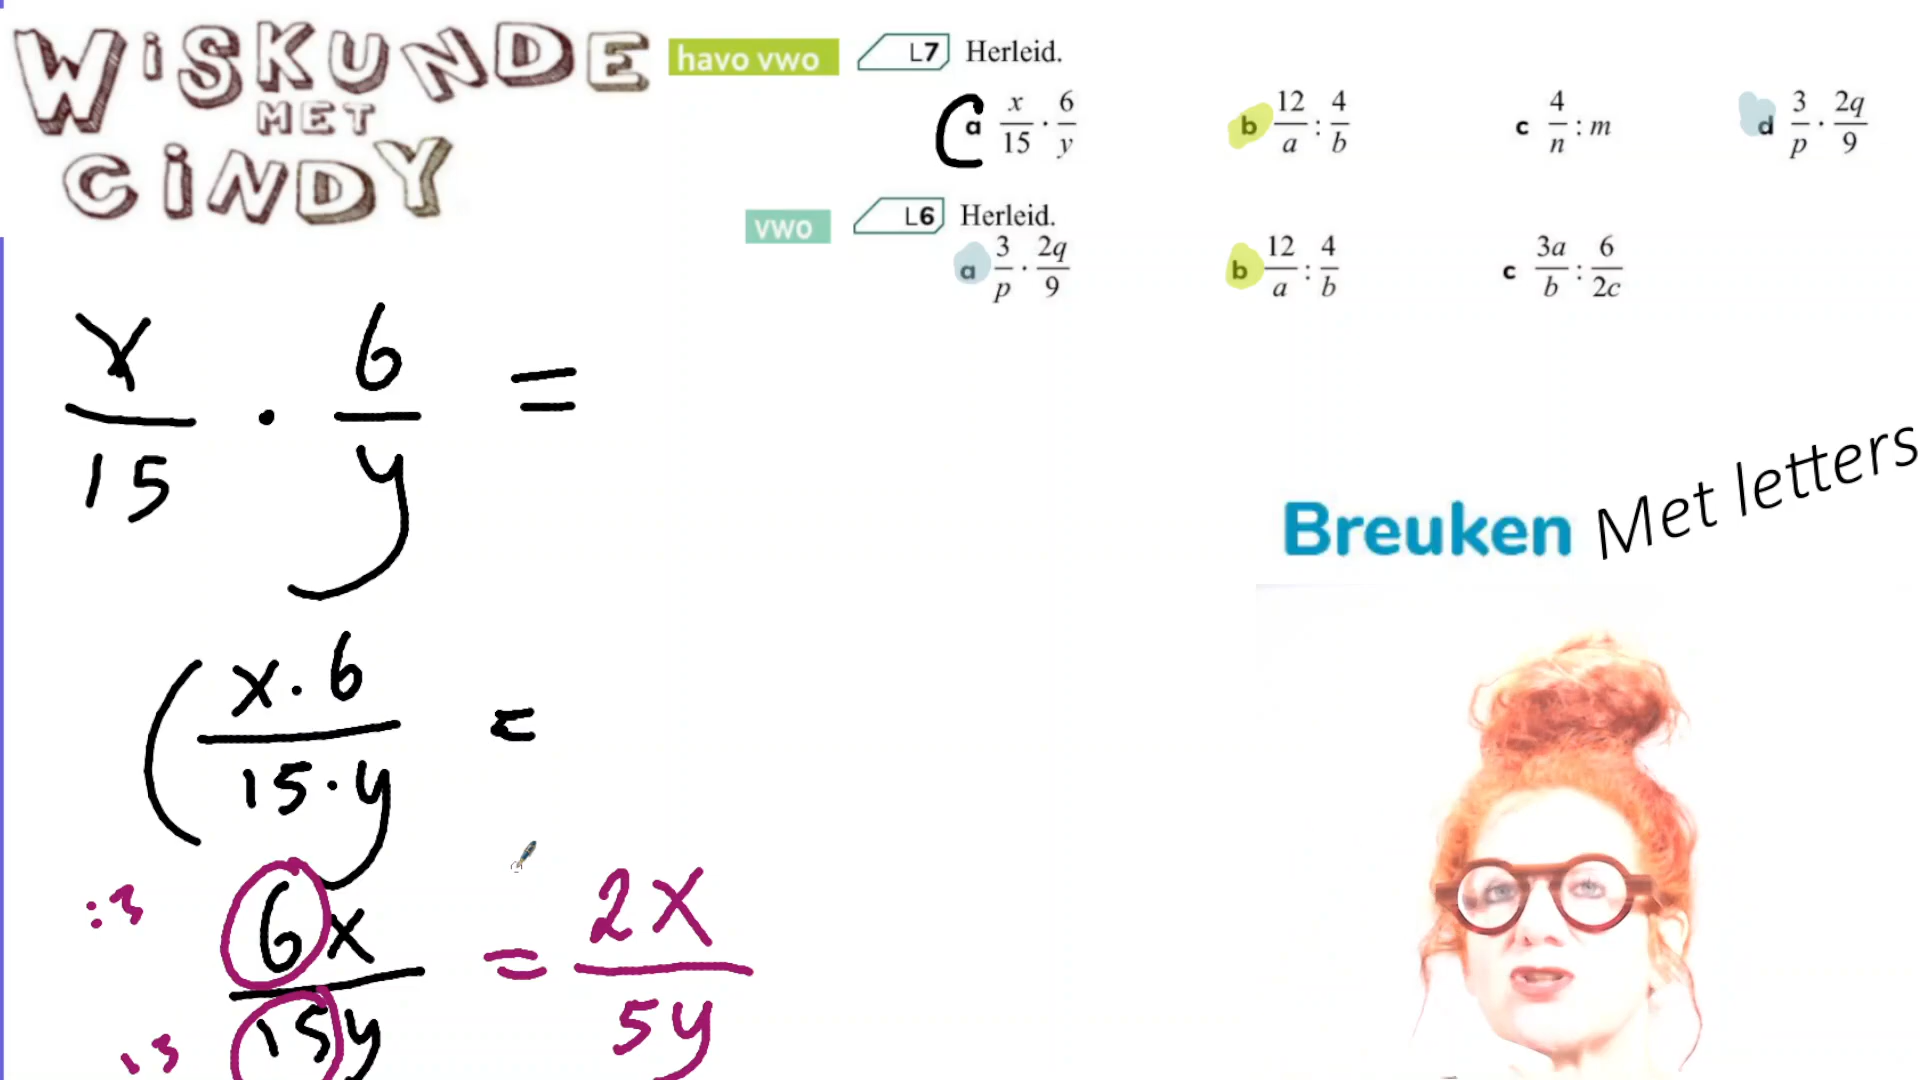 WiSKUNDE
MET
CiNDY
havo vwo L7 Herleid.
a x/15 · 6/y b 12/a : 4/b c 4/n : m d 3/p · 2q/9
vwo L6 Herleid.
a 3/p · 2q/9 b 12/a : 4/b c 3a/b : 6/2c
x/15 · 6/y =
Breuken Met letters
x · 6 / 15 · y =
:3 6x/15y = 2x/5y
:3